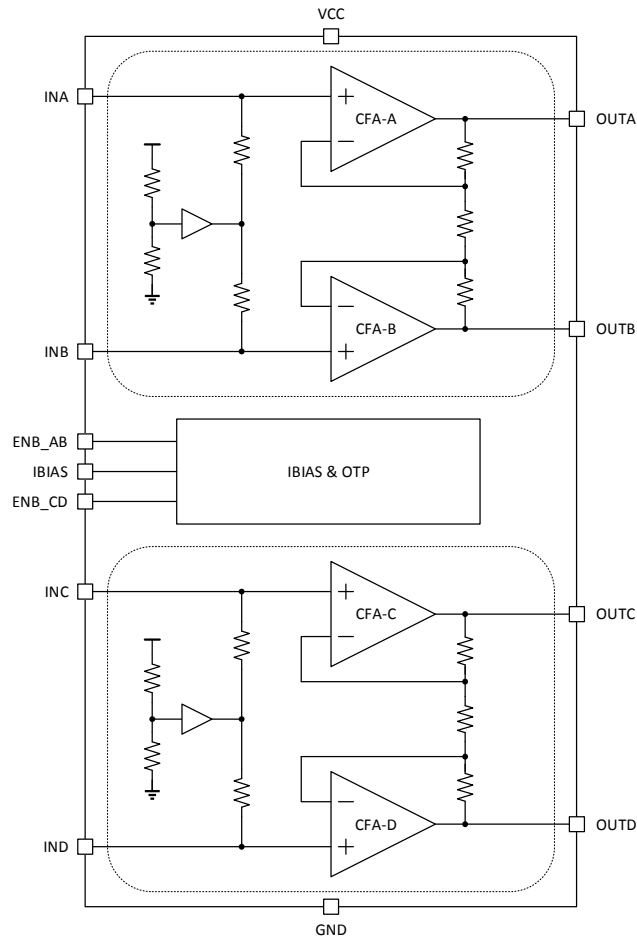 VCC
INA
+
CFA-A
OUTA
−
−
CFA-B
OUTB
INB
+
ENB_AB
IBIAS
IBIAS & OTP
ENB_CD
INC
+
CFA-C
OUTC
−
−
CFA-D
OUTD
IND
+
GND